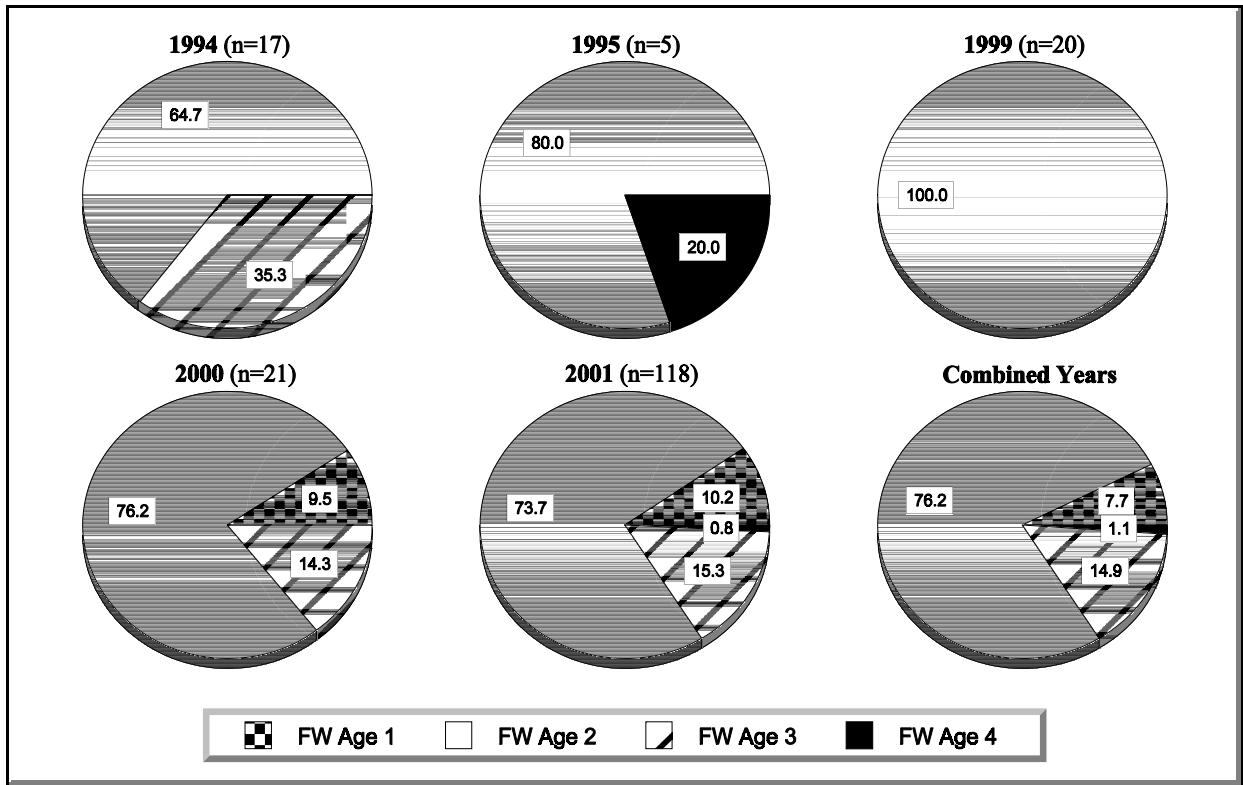 1994 (n=17)
1995 (n=5)
1999 (n=20)
64.7
35.3
80.0
20.0
100.0
2000 (n=21)
2001 (n=118)
Combined Years
76.2
9.5
14.3
73.7
10.2
0.8
15.3
76.2
7.7
1.1
14.9
FW Age 1 FW Age 2 FW Age 3 FW Age 4